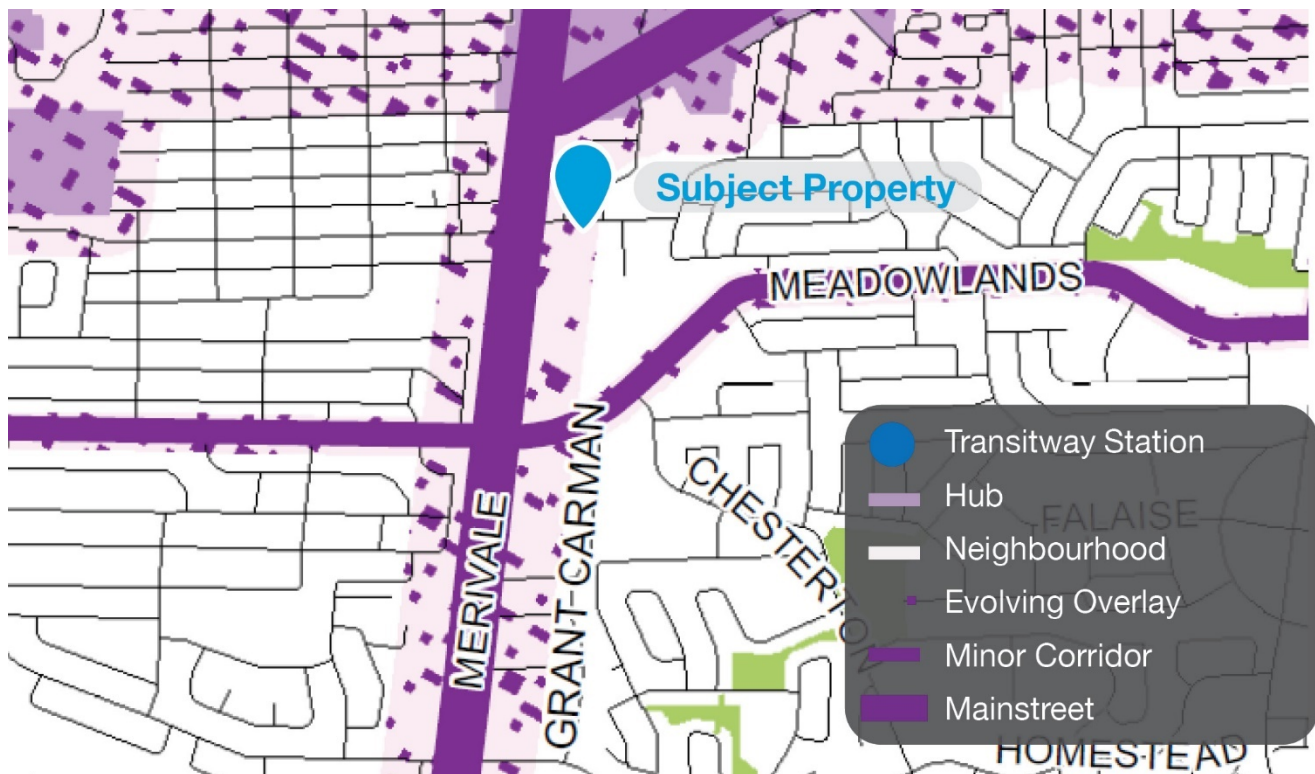 Subject Property
MEADOWLANDS
MERIVALE
GRANT CARMAN
CHESTERTON
Transitway Station
Hub
FALAISE
Neighbourhood
Evolving Overlay
Minor Corridor
Mainstreet
HOMESTEAD